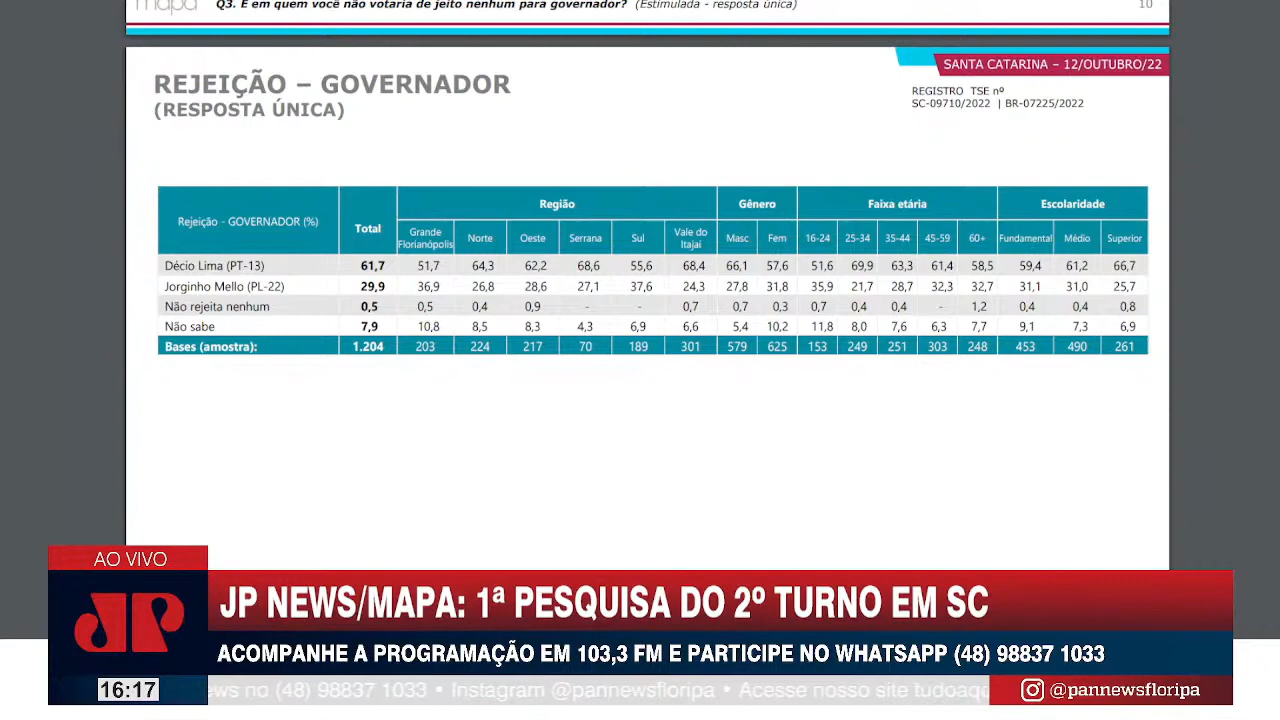 mapa Q3. E em quem você não votaria de jeito nenhum para governador? (Estimulada - resposta única) 10
SANTA CATARINA – 12/OUTUBRO/22
REJEIÇÃO – GOVERNADOR
(RESPOSTA ÚNICA)
REGISTRO TSE nº
SC-09710/2022 | BR-07225/2022
Rejeição - GOVERNADOR (%) Total Região Gênero Faixa etária Escolaridade
Grande Florianópolis Norte Oeste Serrana Sul Vale do Itajaí Masc Fem 16-24 25-34 35-44 45-59 60+ Fundamental Médio Superior
Décio Lima (PT-13) 61,7 51,7 64,3 62,2 68,6 55,6 68,4 66,1 57,6 51,6 69,9 63,3 61,4 58,5 59,4 61,2 66,7
Jorginho Mello (PL-22) 29,9 36,9 26,8 28,6 27,1 37,6 24,3 27,8 31,8 35,9 21,7 28,7 32,3 32,7 31,1 31,0 25,7
Não rejeita nenhum 0,5 0,5 0,4 0,9 - - 0,7 0,7 0,3 0,7 0,4 0,4 - 1,2 0,4 0,4 0,8
Não sabe 7,9 10,8 8,5 8,3 4,3 6,9 6,6 5,4 10,2 11,8 8,0 7,6 6,3 7,7 9,1 7,3 6,9
Bases (amostra): 1.204 203 224 217 70 189 301 579 625 153 249 251 303 248 453 490 261
AO VIVO
JP
JP NEWS/MAPA: 1ª PESQUISA DO 2º TURNO EM SC
ACOMPANHE A PROGRAMAÇÃO EM 103,3 FM E PARTICIPE NO WHATSAPP (48) 98837 1033
16:17 ews no (48) 98837 1033 • Instagram @pannewsfloripa • Acesse nosso site tudoaq @pannewsfloripa